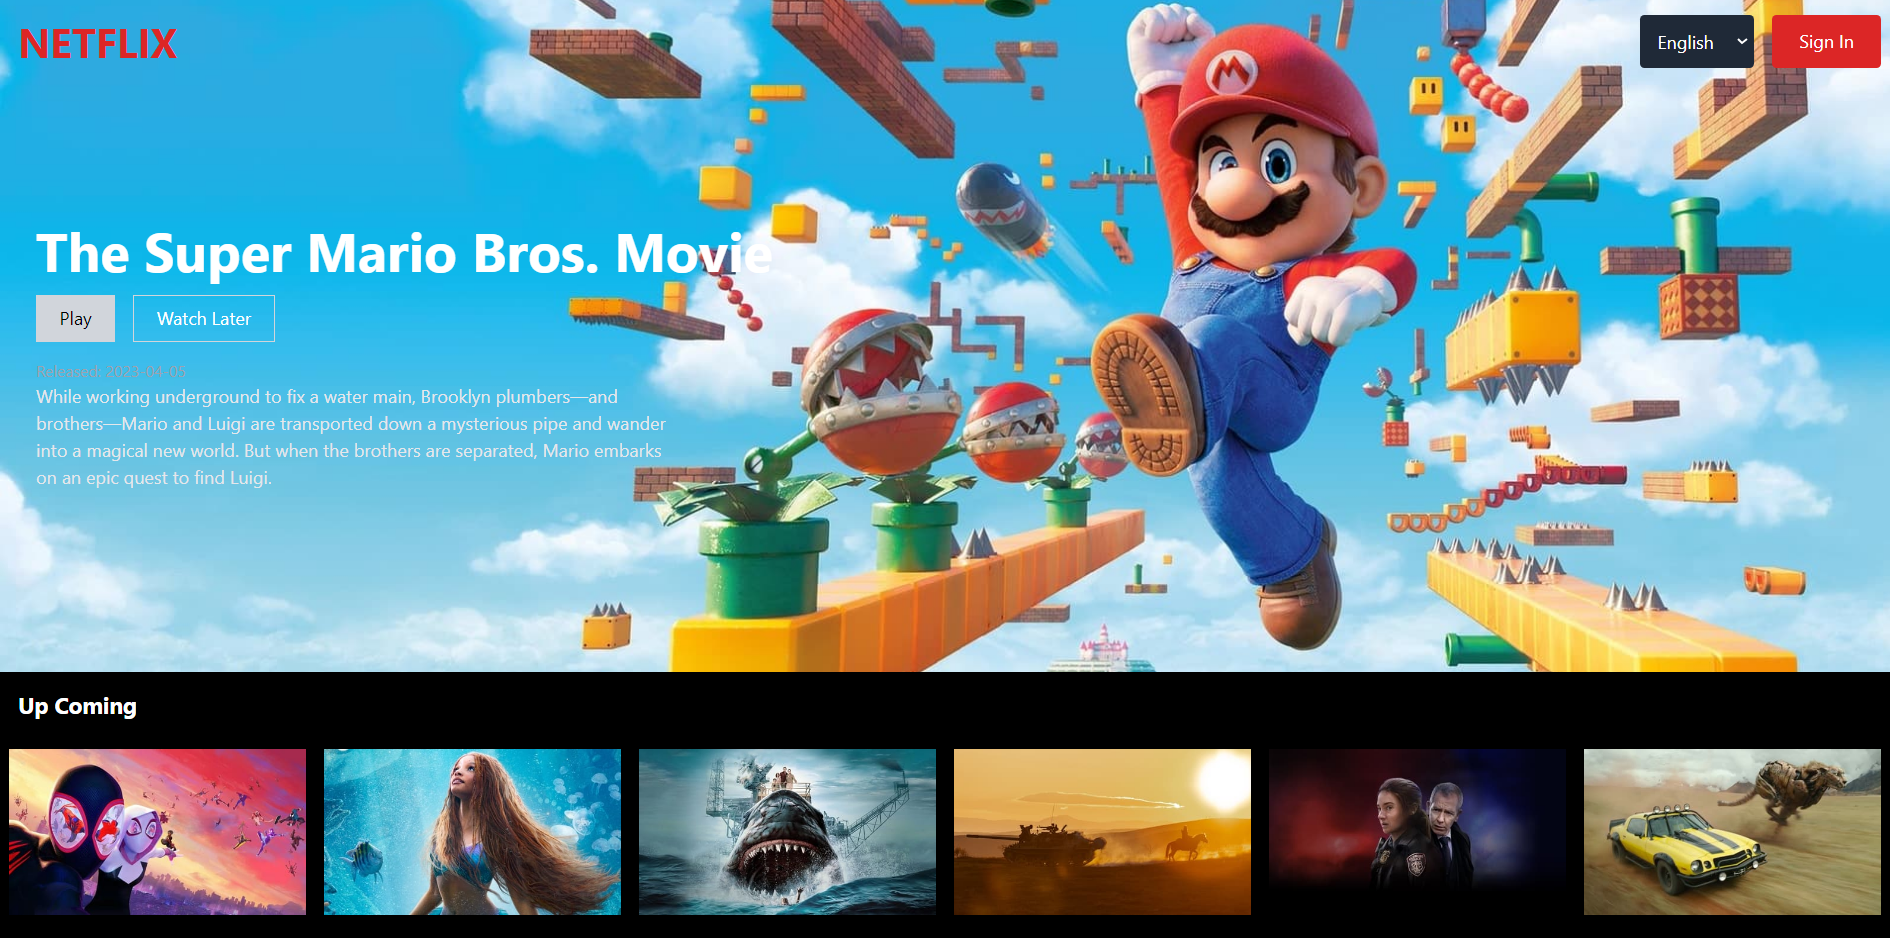 NETFLIX
English
Sign In
M
The Super Mario Bros. Movie
Play
Watch Later
Released: 2023-04-05
While working underground to fix a water main, Brooklyn plumbers—and
brothers—Mario and Luigi are transported down a mysterious pipe and wander
into a magical new world. But when the brothers are separated, Mario embarks
on an epic quest to find Luigi.
Up Coming